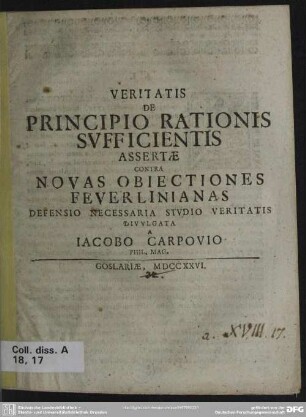 VERITATIS
DE
PRINCIPIO RATIONIS
SVFFICIENTIS
ASSERTÆ
CONTRA
NOVAS OBIECTIONES
FEVERLINIANAS
DEFENSIO NECESSARIA STVDIO VERITATIS
DIVVLGATA
A
IACOBO CARPOVIO
PHIL. MAG.
GOSLARIÆ, MDCCXXVI.
a. XVIII. 17.
Coll. diss. A
18, 17
DFG